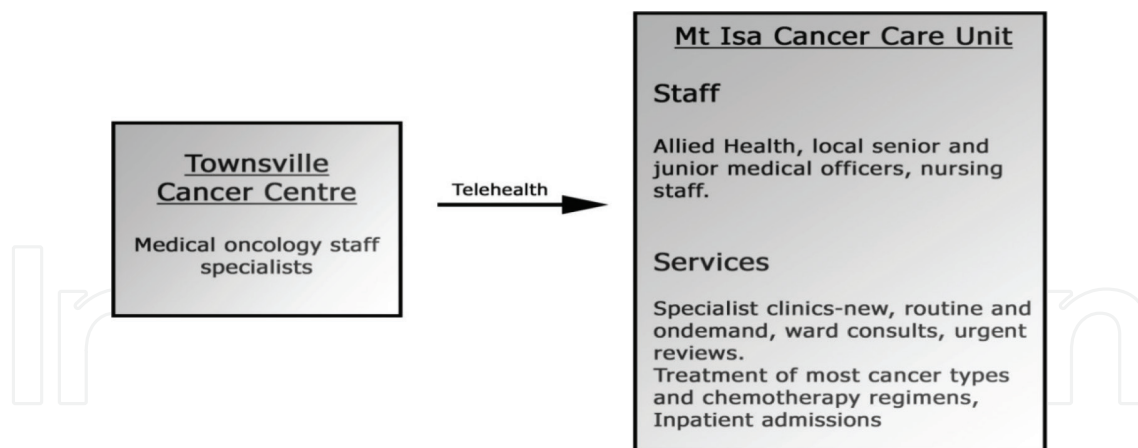 Townsville
Cancer Centre
Medical oncology staff
specialists
Telehealth
Mt Isa Cancer Care Unit
Staff
Allied Health, local senior and
junior medical officers, nursing
staff.
Services
Specialist clinics-new, routine and
ondemand, ward consults, urgent
reviews.
Treatment of most cancer types
and chemotherapy regimens,
Inpatient admissions